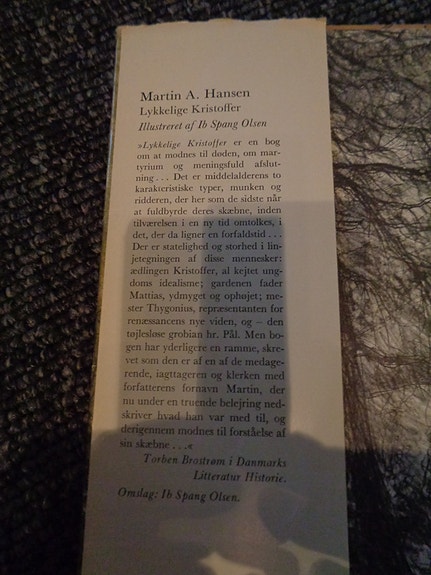 Martin A. Hansen
Lykkelige Kristoffer
Illustreret af Ib Spang Olsen
»Lykkelige Kristoffer er en bog
om at modnes til døden, om mar-
tyrium og meningsfuld afslut-
ning . . . Det er middelalderens to
karakteristiske typer, munken og
ridderen, der her som de sidste når
at fuldbyrde deres skæbne, inden
tilværelsen i en ny tid omtolkes, i
det, der da ligner en forfaldstid . . .
Der er statelighed og storhed i lin-
jetegningen af disse mennesker:
ædlingen Kristoffer, al kejtet ung-
doms idealisme; gardenen fader
Mattias, ydmyget og ophøjet; me-
ster Thygonius, repræsentanten for
renæssancens nye viden, og – den
tøjlesløse grobian hr. Pål. Men bo-
gen har yderligere en ramme, skre-
vet som den er af en af de medage-
rende, iagttageren og klerken med
forfatterens fornavn Martin, der
nu under en truende belejring ned-
skriver hvad han var med til, og
derigennem modnes til forståelse af
sin skæbne . . .«
Torben Brostrøm i Danmarks
Litteratur Historie.
Omslag: Ib Spang Olsen.